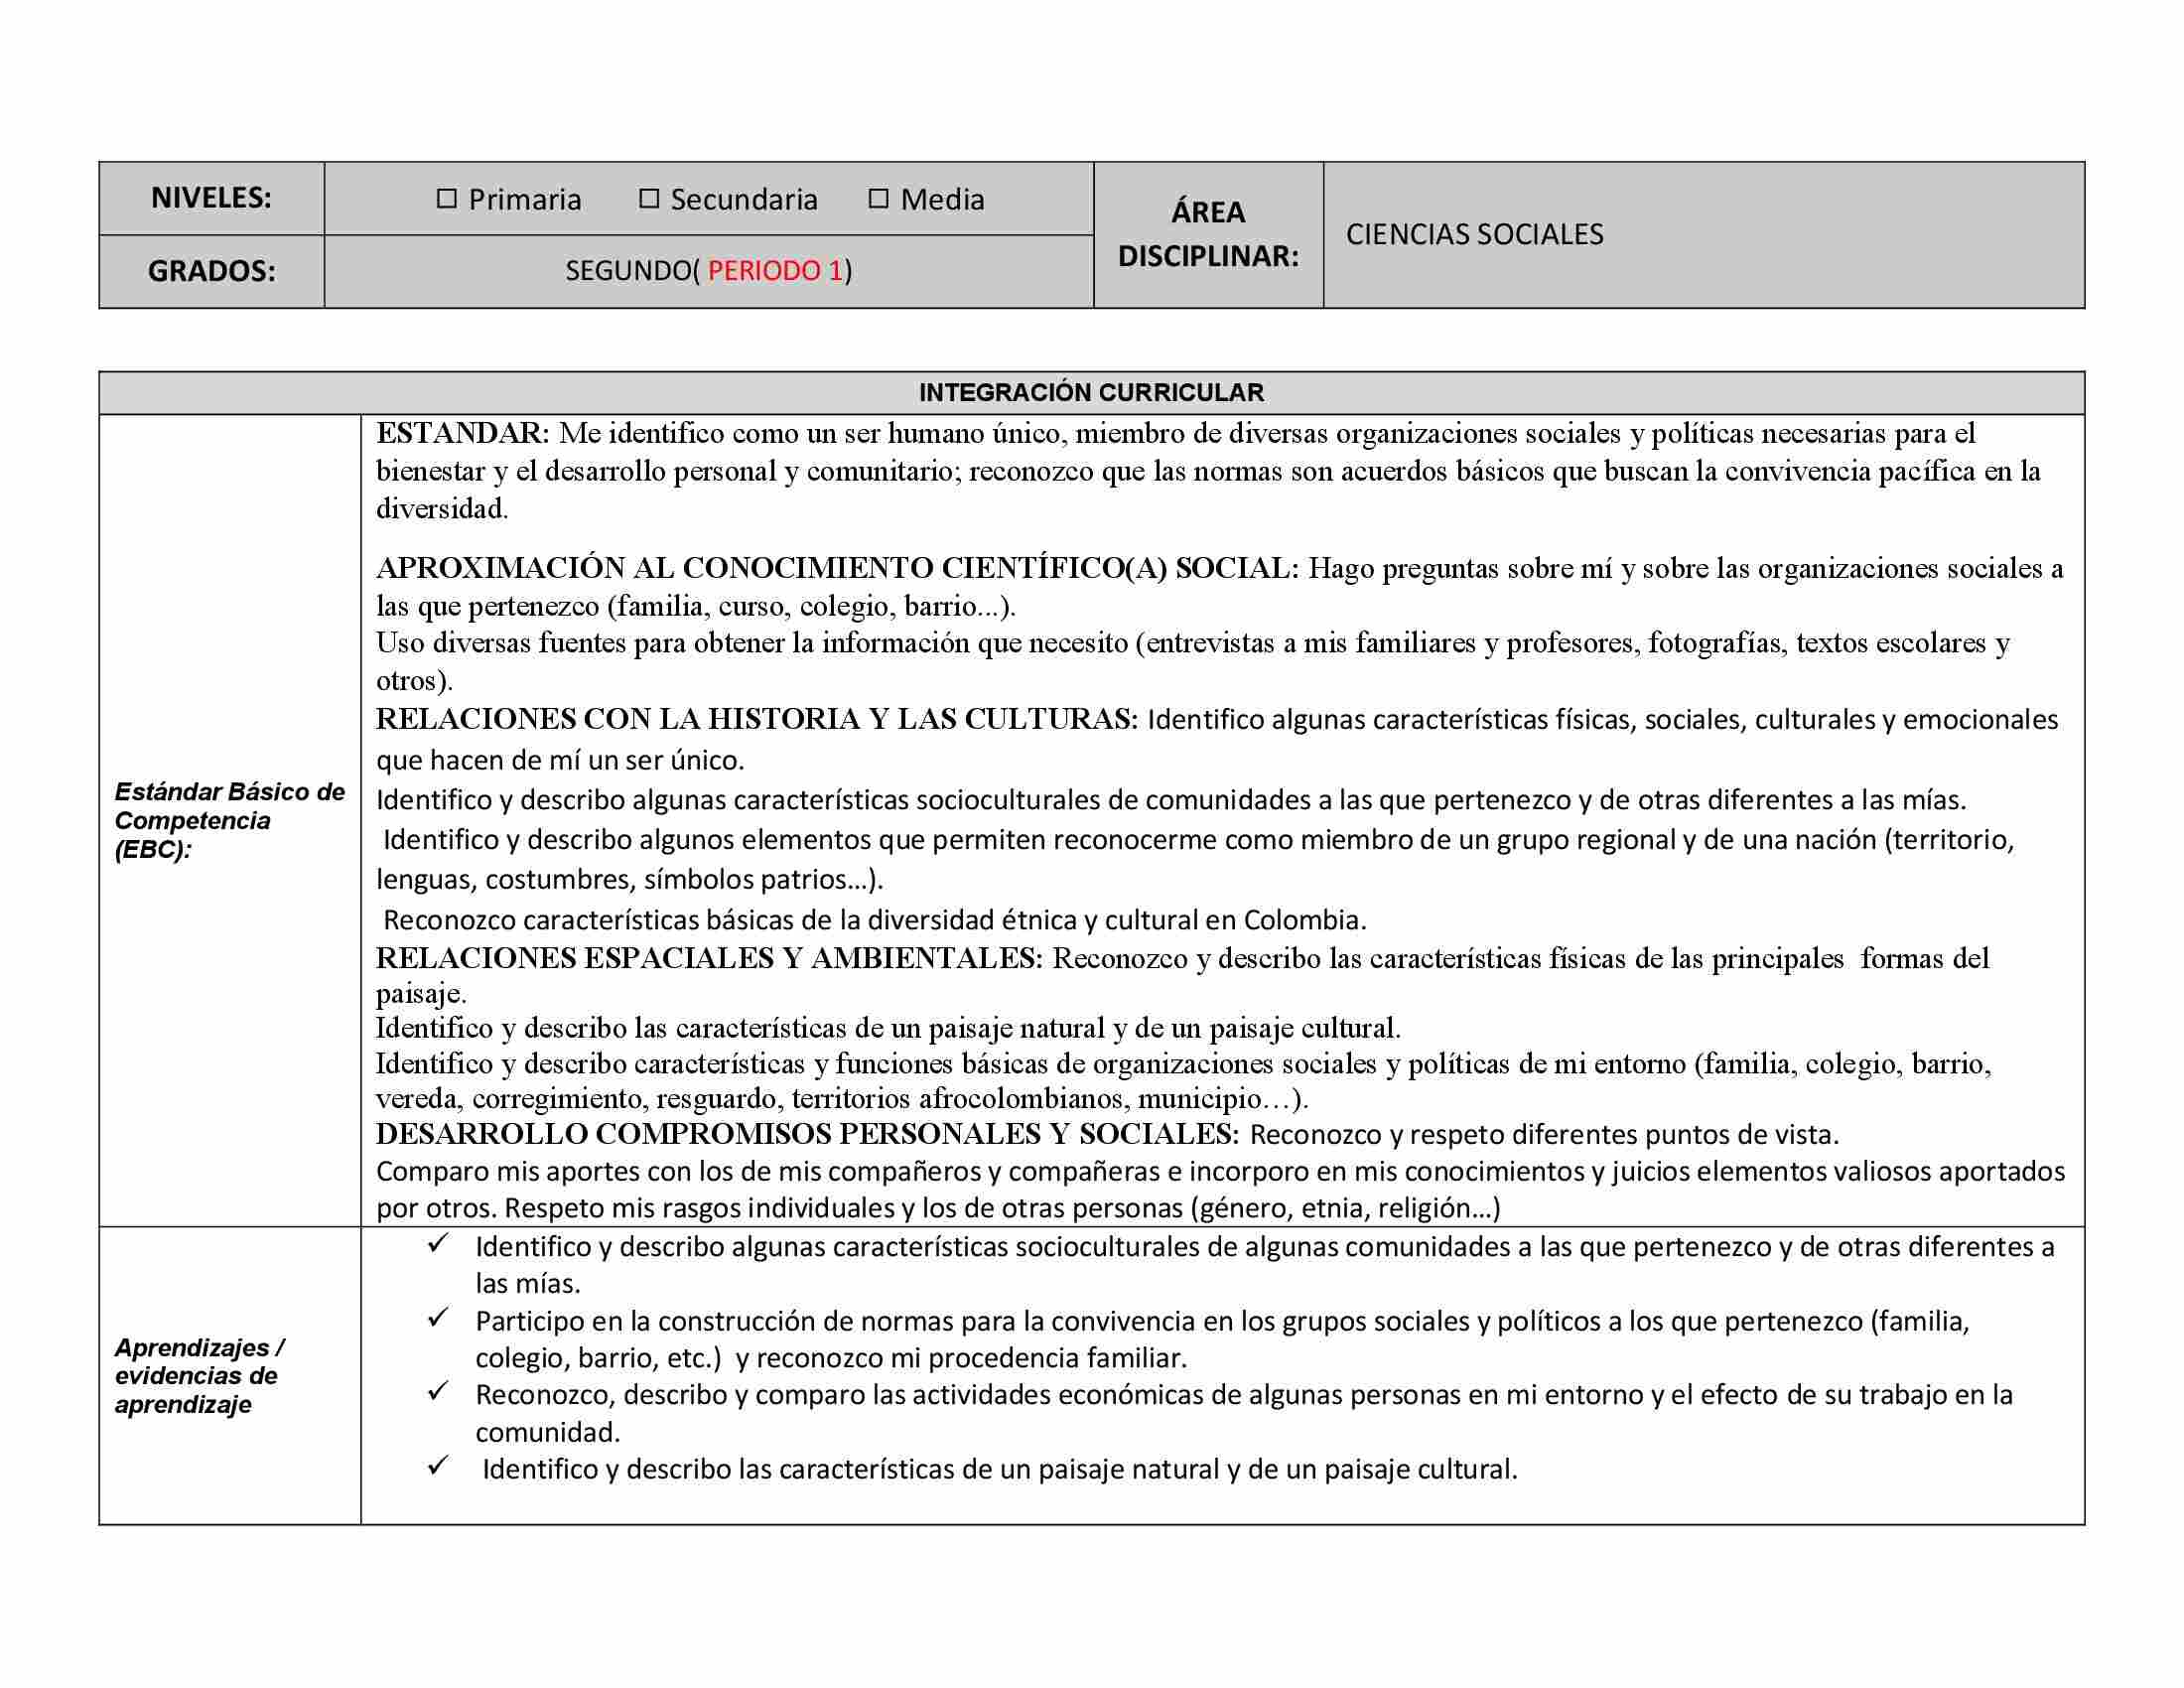 NIVELES:
☐ Primaria ☐ Secundaria ☐ Media
ÁREA
DISCIPLINAR:
CIENCIAS SOCIALES
GRADOS:
SEGUNDO( PERIODO 1)
INTEGRACIÓN CURRICULAR
Estándar Básico de
Competencia
(EBC):
ESTANDAR: Me identifico como un ser humano único, miembro de diversas organizaciones sociales y políticas necesarias para el
bienestar y el desarrollo personal y comunitario; reconozco que las normas son acuerdos básicos que buscan la convivencia pacífica en la
diversidad.
APROXIMACIÓN AL CONOCIMIENTO CIENTÍFICO(A) SOCIAL: Hago preguntas sobre mí y sobre las organizaciones sociales a
las que pertenezco (familia, curso, colegio, barrio...).
Uso diversas fuentes para obtener la información que necesito (entrevistas a mis familiares y profesores, fotografías, textos escolares y
otros).
RELACIONES CON LA HISTORIA Y LAS CULTURAS: Identifico algunas características físicas, sociales, culturales y emocionales
que hacen de mí un ser único.
Identifico y describo algunas características socioculturales de comunidades a las que pertenezco y de otras diferentes a las mías.
Identifico y describo algunos elementos que permiten reconocerme como miembro de un grupo regional y de una nación (territorio,
lenguas, costumbres, símbolos patrios…).
Reconozco características básicas de la diversidad étnica y cultural en Colombia.
RELACIONES ESPACIALES Y AMBIENTALES: Reconozco y describo las características físicas de las principales formas del
paisaje.
Identifico y describo las características de un paisaje natural y de un paisaje cultural.
Identifico y describo características y funciones básicas de organizaciones sociales y políticas de mi entorno (familia, colegio, barrio,
vereda, corregimiento, resguardo, territorios afrocolombianos, municipio…).
DESARROLLO COMPROMISOS PERSONALES Y SOCIALES: Reconozco y respeto diferentes puntos de vista.
Comparo mis aportes con los de mis compañeros y compañeras e incorporo en mis conocimientos y juicios elementos valiosos aportados
por otros. Respeto mis rasgos individuales y los de otras personas (género, etnia, religión…)
Aprendizajes /
evidencias de
aprendizaje
✓ Identifico y describo algunas características socioculturales de algunas comunidades a las que pertenezco y de otras diferentes a
las mías.
✓ Participo en la construcción de normas para la convivencia en los grupos sociales y políticos a los que pertenezco (familia,
colegio, barrio, etc.) y reconozco mi procedencia familiar.
✓ Reconozco, describo y comparo las actividades económicas de algunas personas en mi entorno y el efecto de su trabajo en la
comunidad.
✓ Identifico y describo las características de un paisaje natural y de un paisaje cultural.